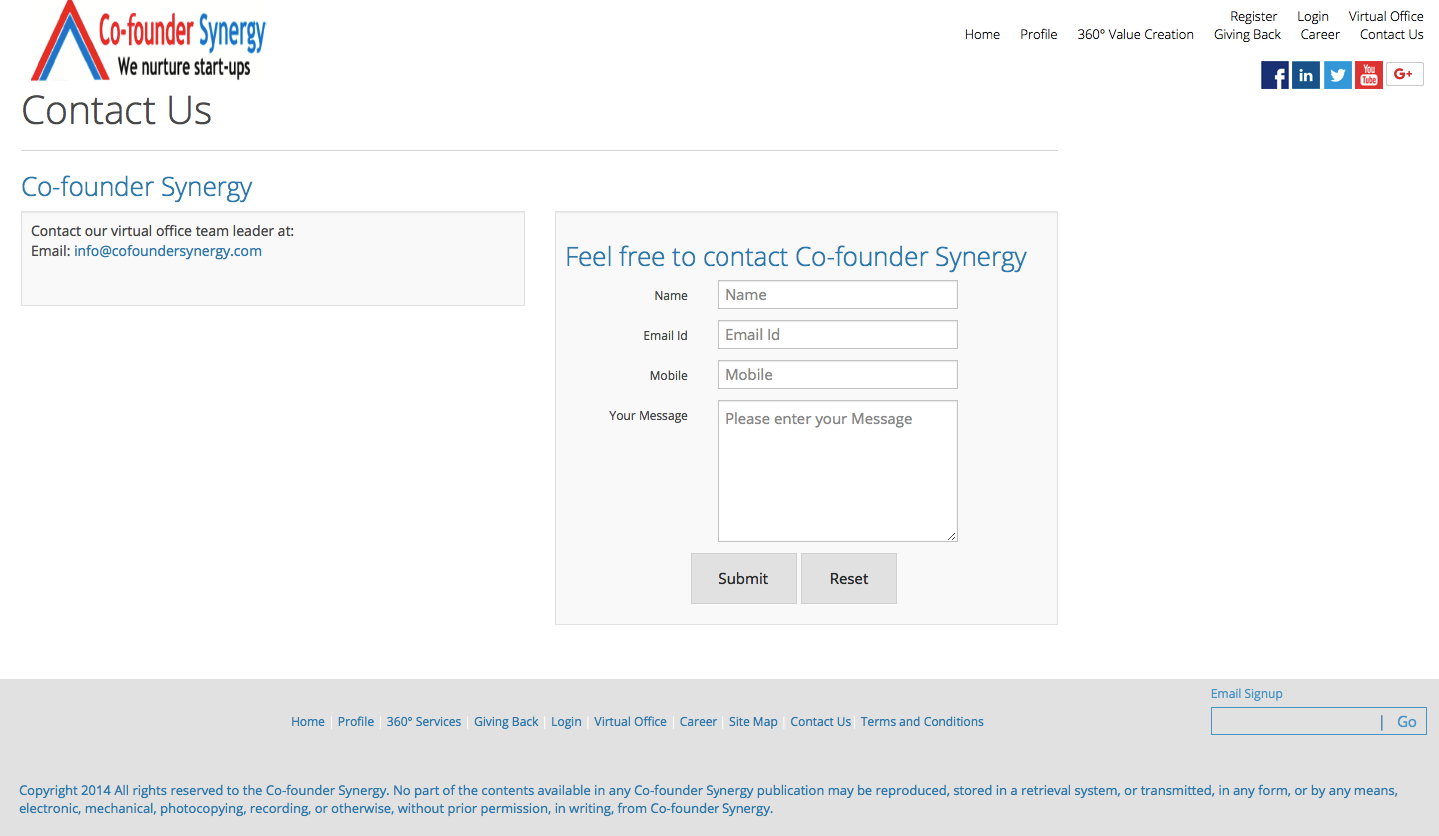 Co-founder Synergy
We nurture start-ups
Register Login Virtual Office
Home Profile 360° Value Creation Giving Back Career Contact Us
f in You Tube G+
Contact Us
Co-founder Synergy
Contact our virtual office team leader at:
Email: info@cofoundersynergy.com
Feel free to contact Co-founder Synergy
Name Name
Email Id Email Id
Mobile Mobile
Your Message Please enter your Message
Submit Reset
Email Signup
Home | Profile | 360° Services | Giving Back | Login | Virtual Office | Career | Site Map | Contact Us | Terms and Conditions
| Go
Copyright 2014 All rights reserved to the Co-founder Synergy. No part of the contents available in any Co-founder Synergy publication may be reproduced, stored in a retrieval system, or transmitted, in any form, or by any means,
electronic, mechanical, photocopying, recording, or otherwise, without prior permission, in writing, from Co-founder Synergy.